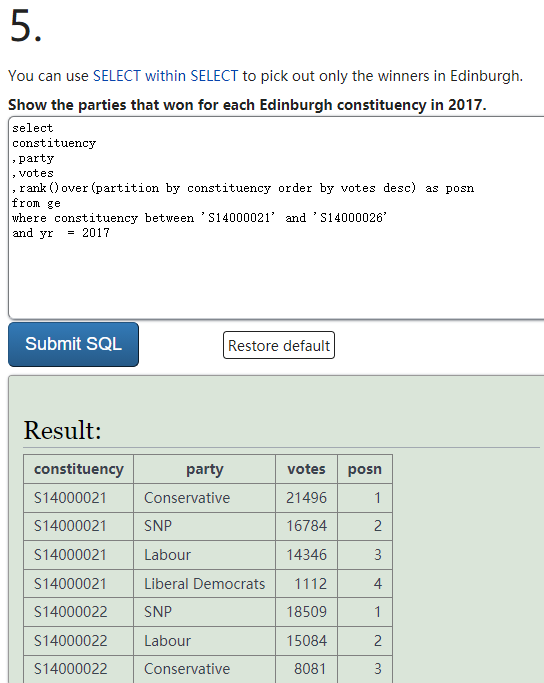 5.
You can use SELECT within SELECT to pick out only the winners in Edinburgh.
Show the parties that won for each Edinburgh constituency in 2017.
select
constituency
,party
,votes
,rank()over(partition by constituency order by votes desc) as posn
from ge
where constituency between 'S14000021' and 'S14000026'
and yr  = 2017
Submit SQL Restore default
Result:
constituency party votes posn
S14000021 Conservative 21496 1
S14000021 SNP 16784 2
S14000021 Labour 14346 3
S14000021 Liberal Democrats 1112 4
S14000022 SNP 18509 1
S14000022 Labour 15084 2
S14000022 Conservative 8081 3